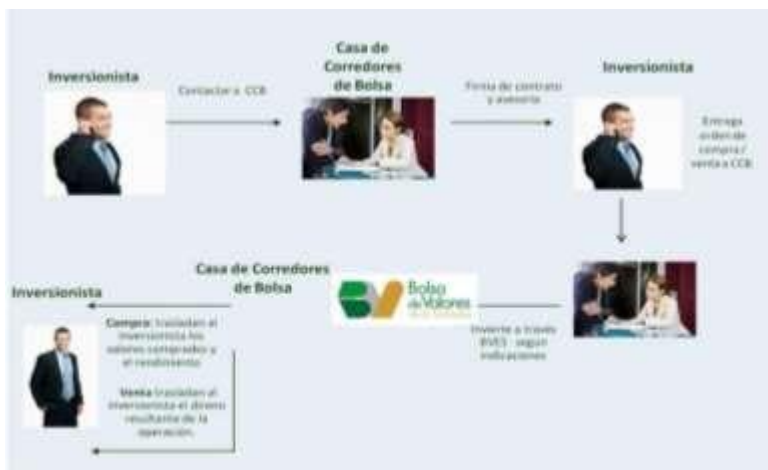 Inversionista
Contactar a CCB
Casa de
Corredores
de Bolsa
Firma de contrato
y asesoría
Inversionista
Entrega
orden de
compra /
venta a CCB
Invierte a través
BVES - según
indicaciones
Bolsa
de Valores
Casa de Corredores
de Bolsa
Inversionista
Compra: trasladan al
inversionista los
valores comprados y
el rendimiento
Venta trasladan al
inversionista el dinero
resultante de la
operación.